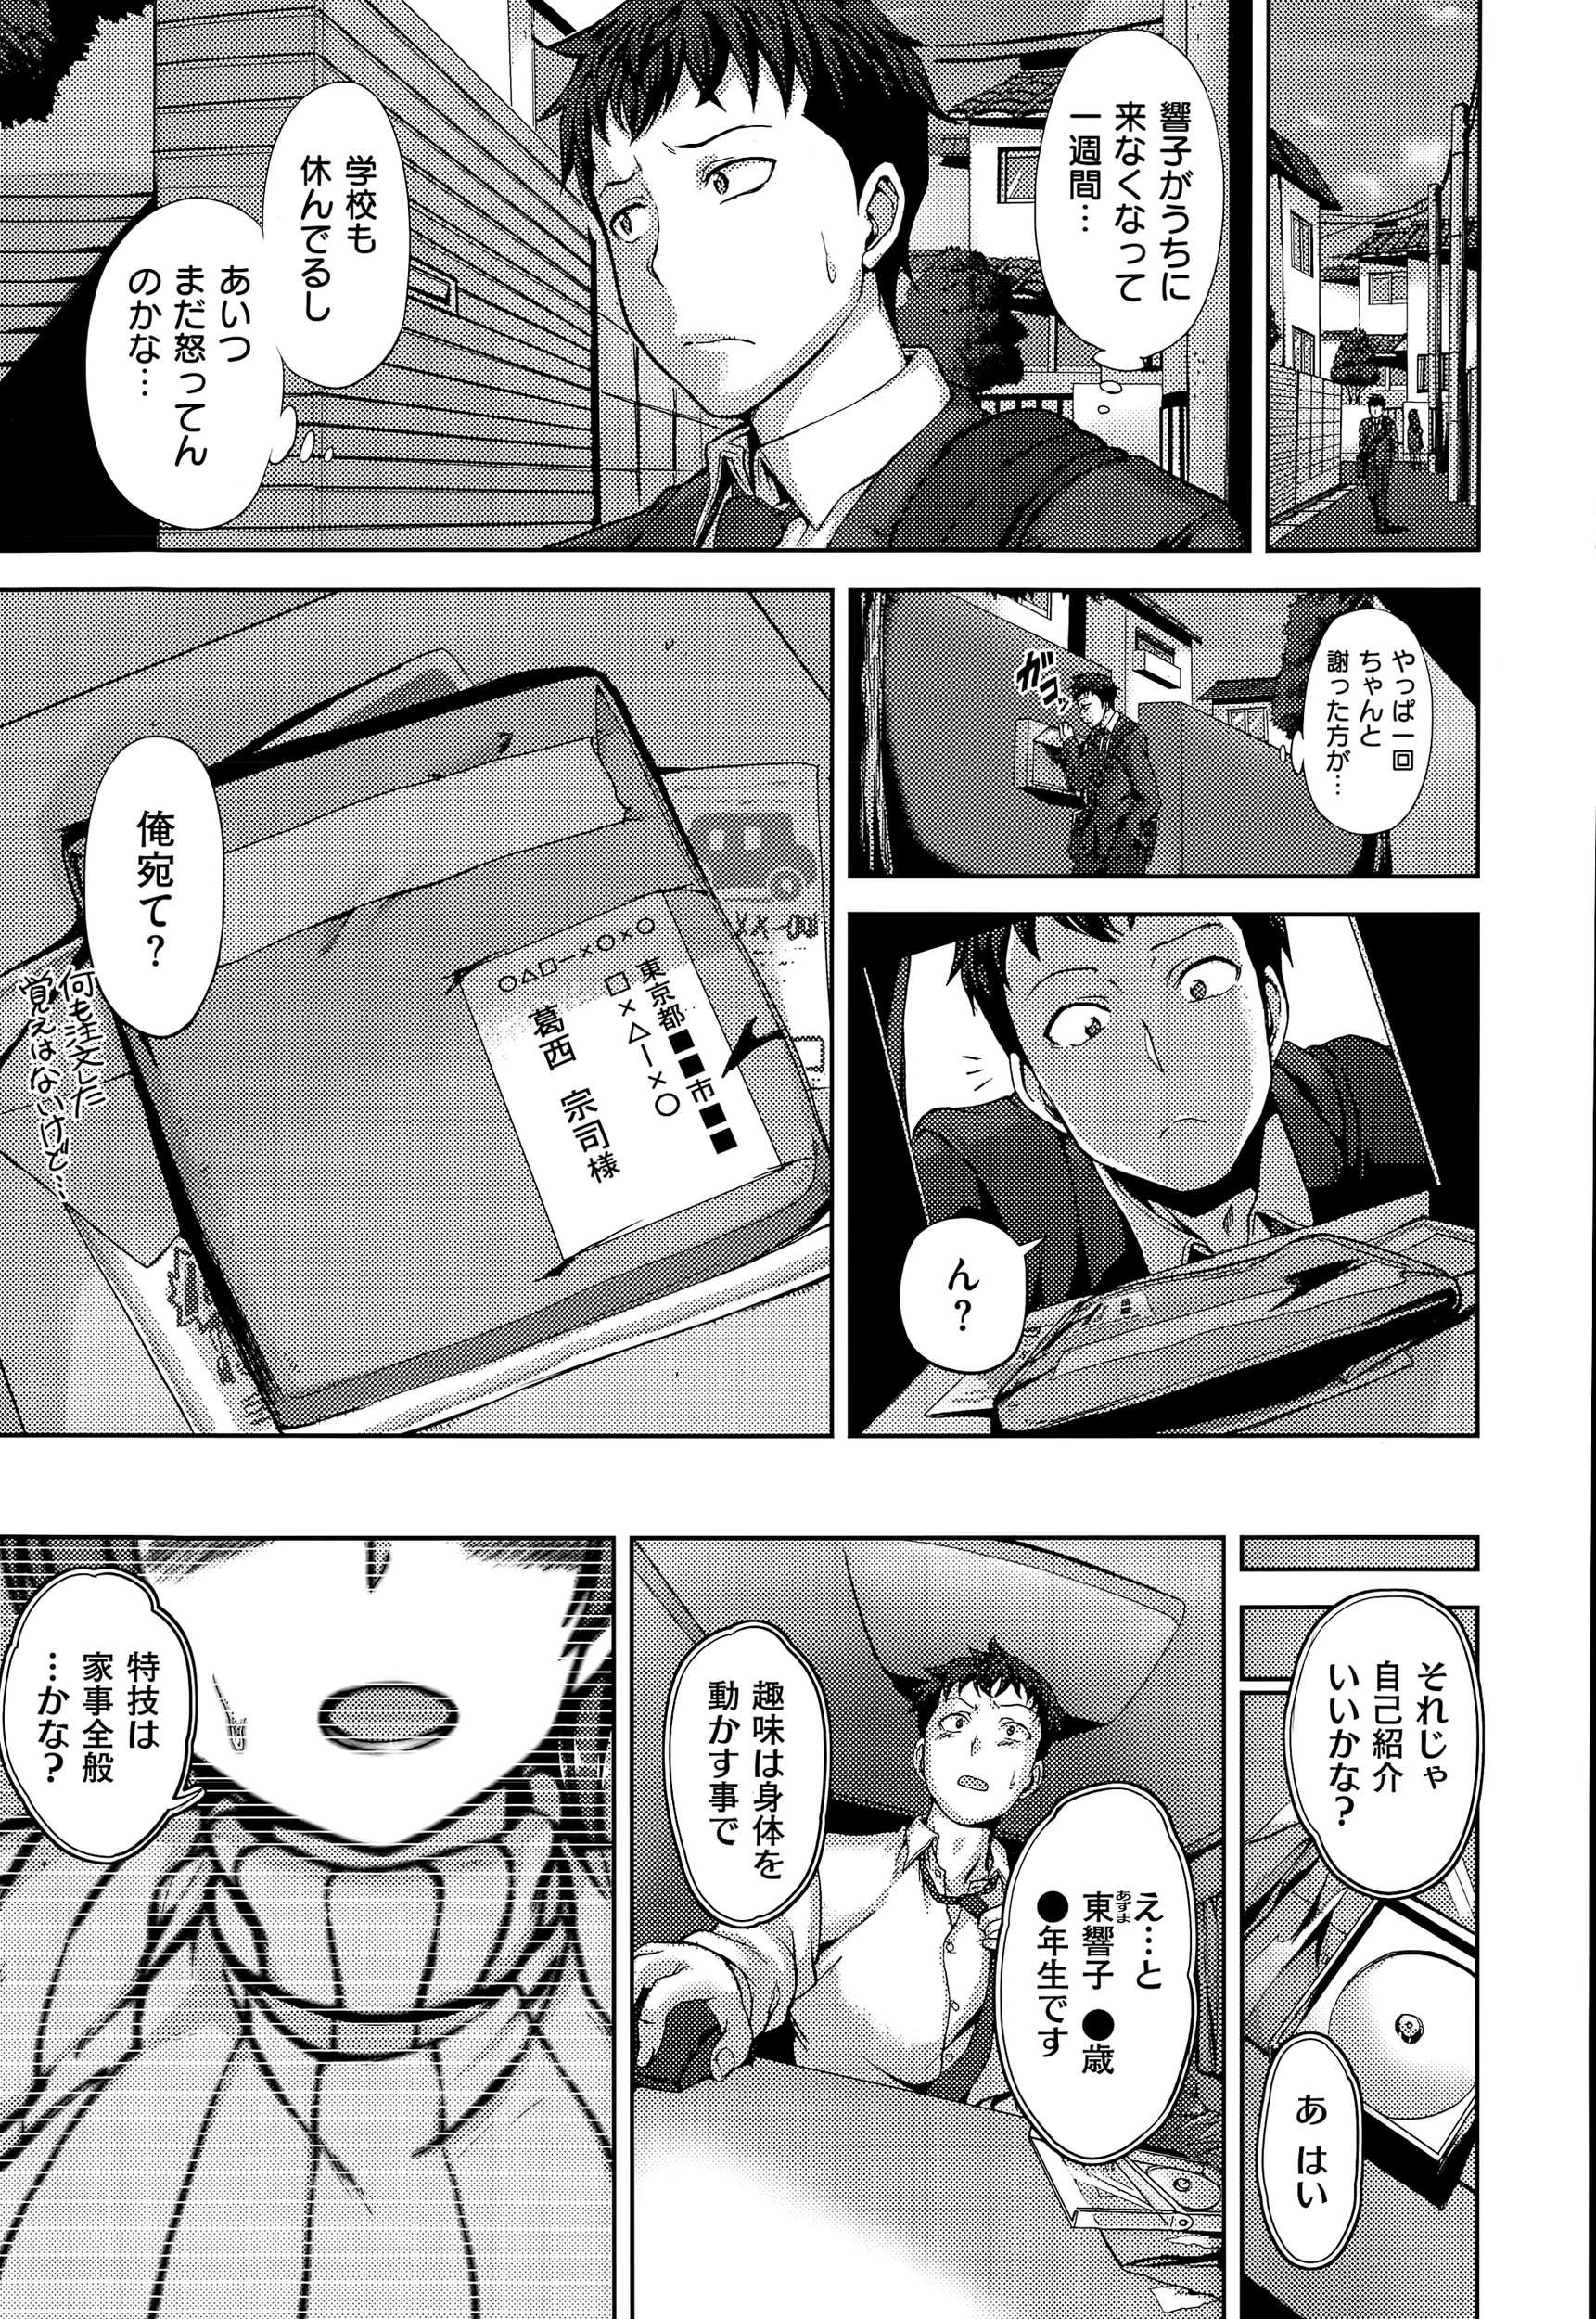 響子がうちに
来なくなって
一週間…
学校も
休んでるし
あいつ
まだ怒ってん
のかな…
やっぱ一回
ちゃんと
謝った方が…
ガコッ
ん？
○△□－×○×○
東京都■■市■■
□×△－×○
葛西 宗司様
XX-00
俺宛て？
何も注文した
覚えはないけど…
それじゃ
自己紹介
いいかな？
あ はい
え…と
東響子 ●歳
あずま
●年生です
趣味は身体を
動かす事で
特技は
家事全般
…かな？